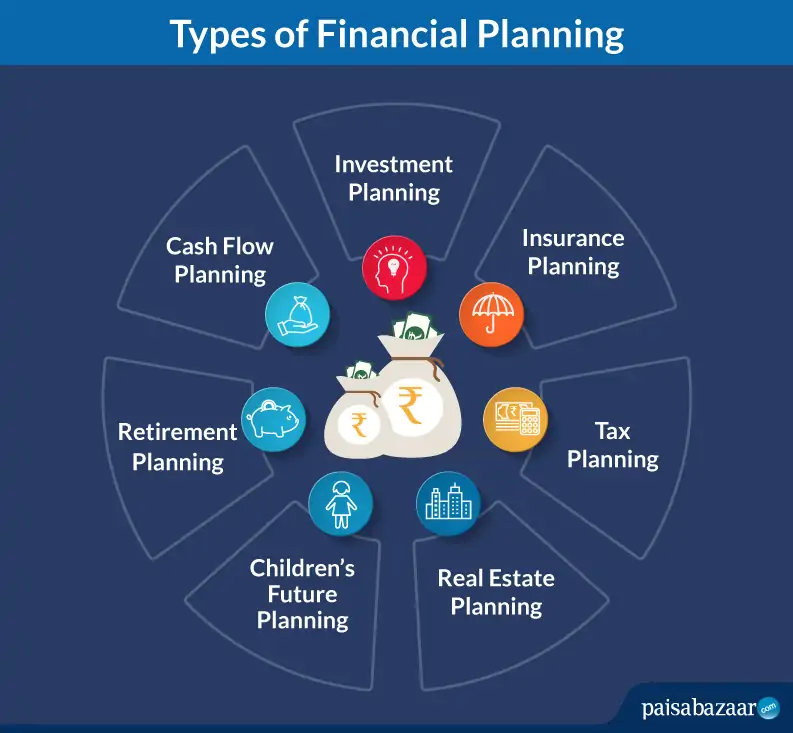 Types of Financial Planning
Investment
Planning
Insurance
Planning
Tax
Planning
Real Estate
Planning
Children's
Future
Planning
Retirement
Planning
Cash Flow
Planning
₹
₹
₹
paisabazaar com